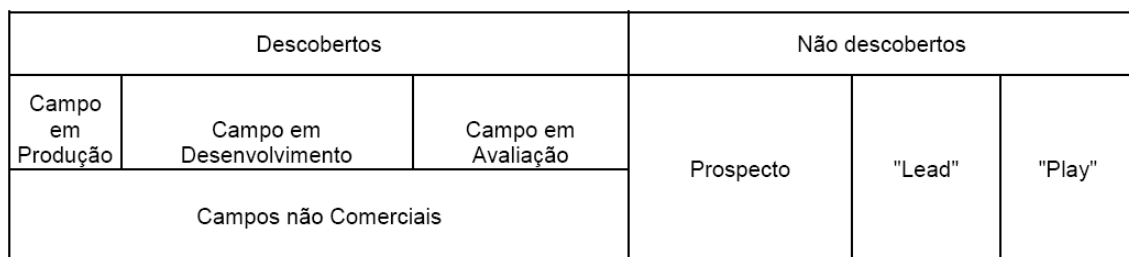 Descobertos
Não descobertos
Campo
em
Produção
Campo em
Desenvolvimento
Campo em
Avaliação
Prospecto
"Lead"
"Play"
Campos não Comerciais